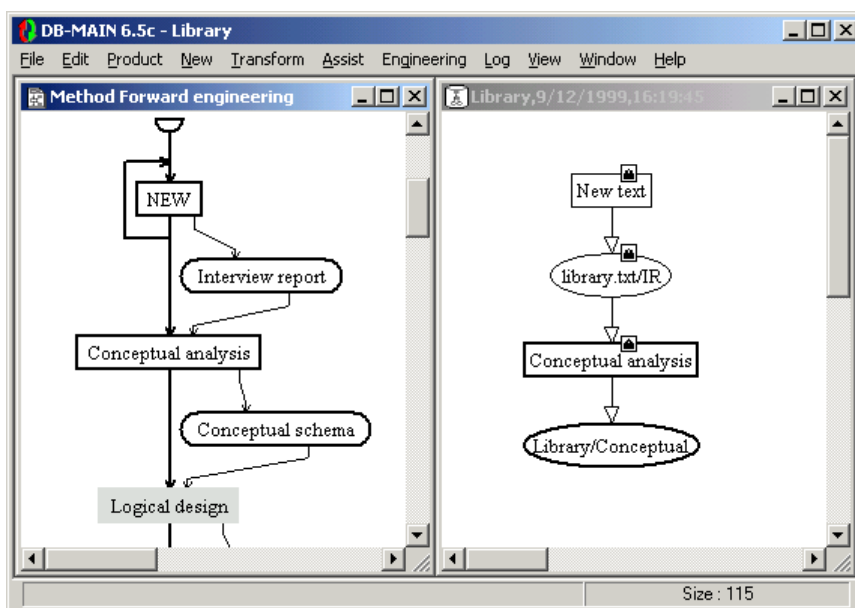 DB-MAIN 6.5c - Library
File Edit Product New Transform Assist Engineering Log View Window Help
Method Forward engineering
NEW
Interview report
Conceptual analysis
Conceptual schema
Logical design
Library,9/12/1999,16:19:45
New text
library.txt/IR
Conceptual analysis
Library/Conceptual
Size : 115